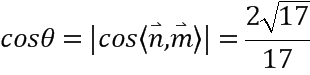 cosθ = |cos⟨n⃗,m⃗⟩| = 2√17/17